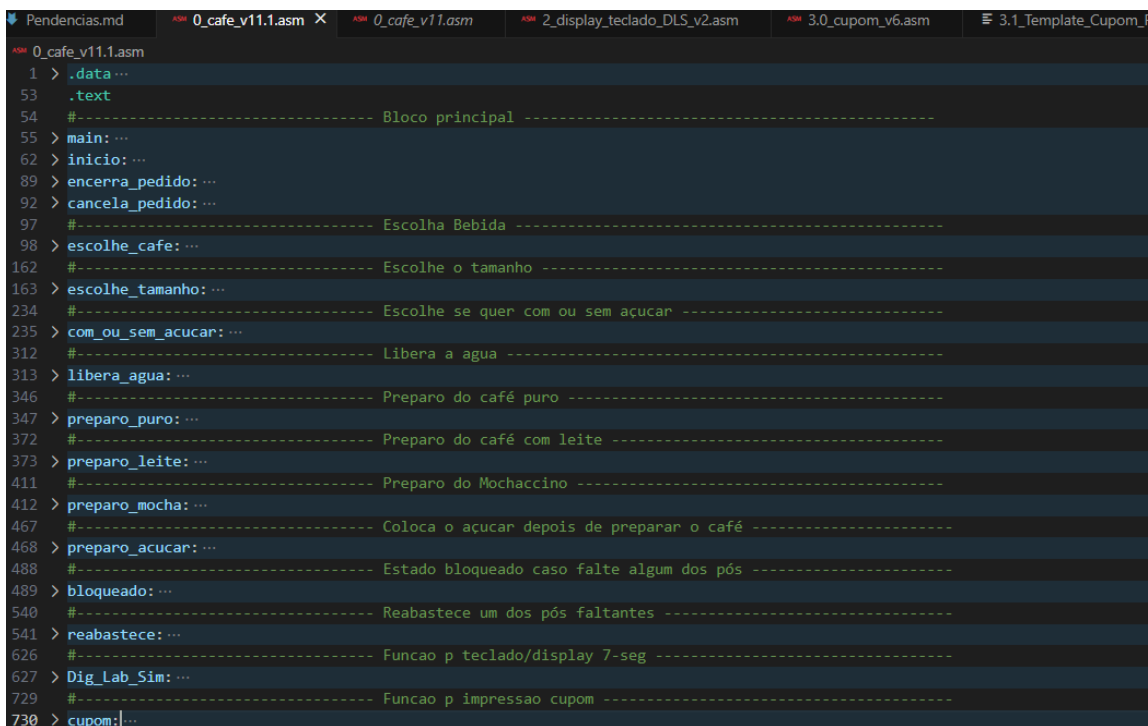 Pendencias.md ASM 0_cafe_v11.1.asm X ASM 0_cafe_v11.asm ASM 2_display_teclado_DLS_v2.asm ASM 3.0_cupom_v6.asm 3.1_Template_Cupom_
ASM 0_cafe_v11.1.asm
1 > .data ···
53 .text
54 #---------------------------------- Bloco principal -----------------------------------------------
55 > main: ···
62 > inicio: ···
89 > encerra_pedido: ···
92 > cancela_pedido: ···
97 #---------------------------------- Escolha Bebida -------------------------------------------------
98 > escolhe_cafe: ···
162 #---------------------------------- Escolhe o tamanho ----------------------------------------------
163 > escolhe_tamanho: ···
234 #---------------------------------- Escolhe se quer com ou sem açucar ------------------------------
235 > com_ou_sem_acucar: ···
312 #---------------------------------- Libera a agua --------------------------------------------------
313 > libera_agua: ···
346 #---------------------------------- Preparo do café puro -------------------------------------------
347 > preparo_puro: ···
372 #---------------------------------- Preparo do café com leite --------------------------------------
373 > preparo_leite: ···
411 #---------------------------------- Preparo do Mochaccino ------------------------------------------
412 > preparo_mocha: ···
467 #---------------------------------- Coloca o açucar depois de preparar o café -----------------------
468 > preparo_acucar: ···
488 #---------------------------------- Estado bloqueado caso falte algum dos pós ------------------------
489 > bloqueado: ···
540 #---------------------------------- Reabastece um dos pós faltantes ---------------------------------
541 > reabastece: ···
626 #---------------------------------- Funcao p teclado/display 7-seg ----------------------------------
627 > Dig_Lab_Sim: ···
729 #---------------------------------- Funcao p impressao cupom ----------------------------------------
730 > cupom: ···